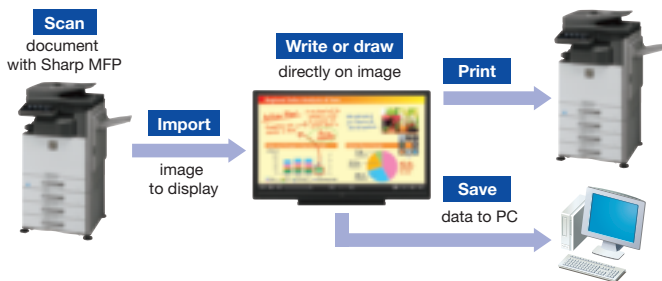 Scan
document
with Sharp MFP
Import
image
to display
Write or draw
directly on image
Print
Save
data to PC